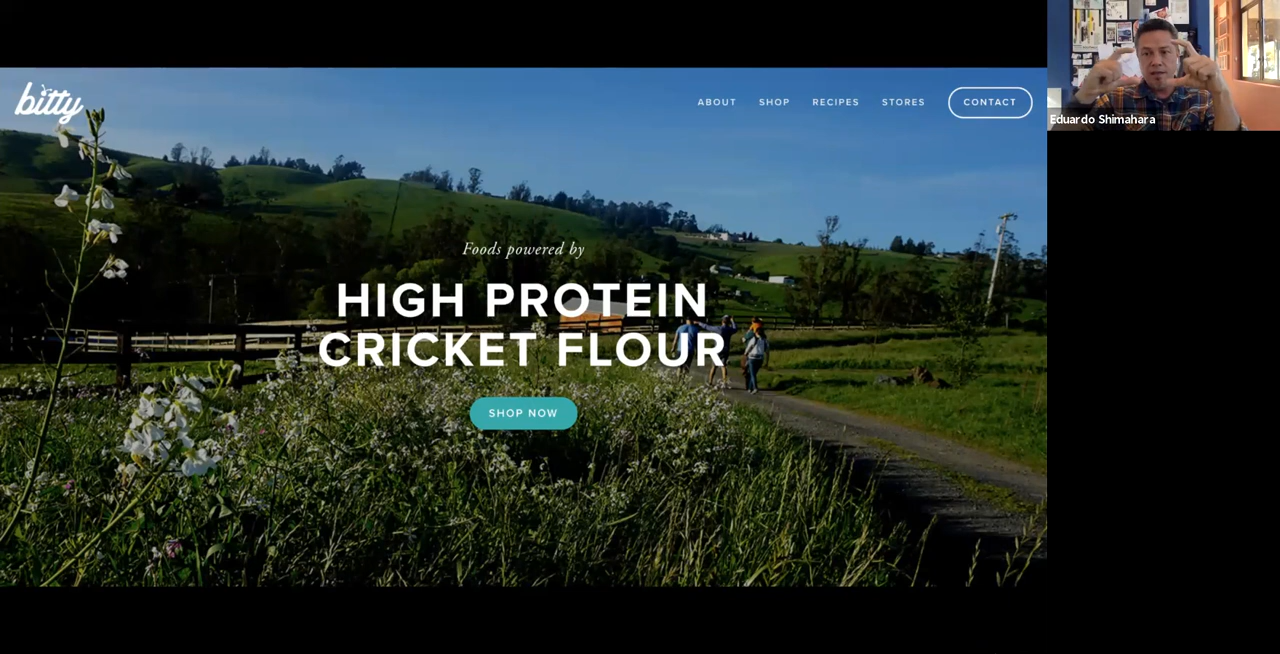 bitty
ABOUT SHOP RECIPES STORES CONTACT
Eduardo Shimahara
Foods powered by
HIGH PROTEIN
CRICKET FLOUR
SHOP NOW